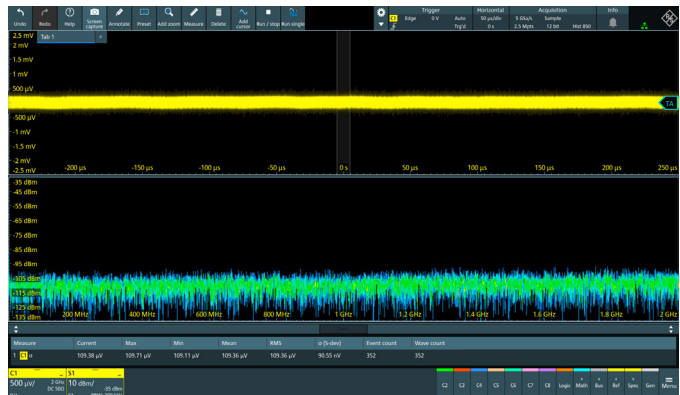 Undo Redo Help Screen capture Annotate Preset Add zoom Measure Delete Add cursor Run / stop Run single
Trigger Horizontal Acquisition Info
C1 Edge 0 V Auto 50 µs/div 5 GSa/s Sample
Trg'd 0 s 2.5 Mpts 12 bit Hist 850
2.5 mV Tab 1 +
2 mV
1 mV
500 µV
TA
-500 µV
-1 mV
-1.5 mV
-2 mV
-2.5 mV -200 µs -150 µs -100 µs -50 µs 0 s 50 µs 100 µs 150 µs 200 µs 250 µs
-35 dBm
-45 dBm
-55 dBm
-65 dBm
-75 dBm
-85 dBm
-95 dBm
-105 dBm
-115 dBm
-125 dBm
-135 dBm 200 MHz 400 MHz 600 MHz 800 MHz 1 GHz 1.2 GHz 1.4 GHz 1.6 GHz 1.8 GHz 2 GHz
Measure Current Max Min Mean RMS σ (S-dev) Event count Wave count
1 C1 σ 109.38 µV 109.71 µV 109.11 µV 109.36 µV 109.36 µV 90.55 nV 352 352
C1 S1
500 µV/ 2 GHz 10 dBm/
DC 50Ω -35 dBm
C2 C3 C4 C5 C6 C7 C8 Logic Math Bus Ref Spec Gen Menu